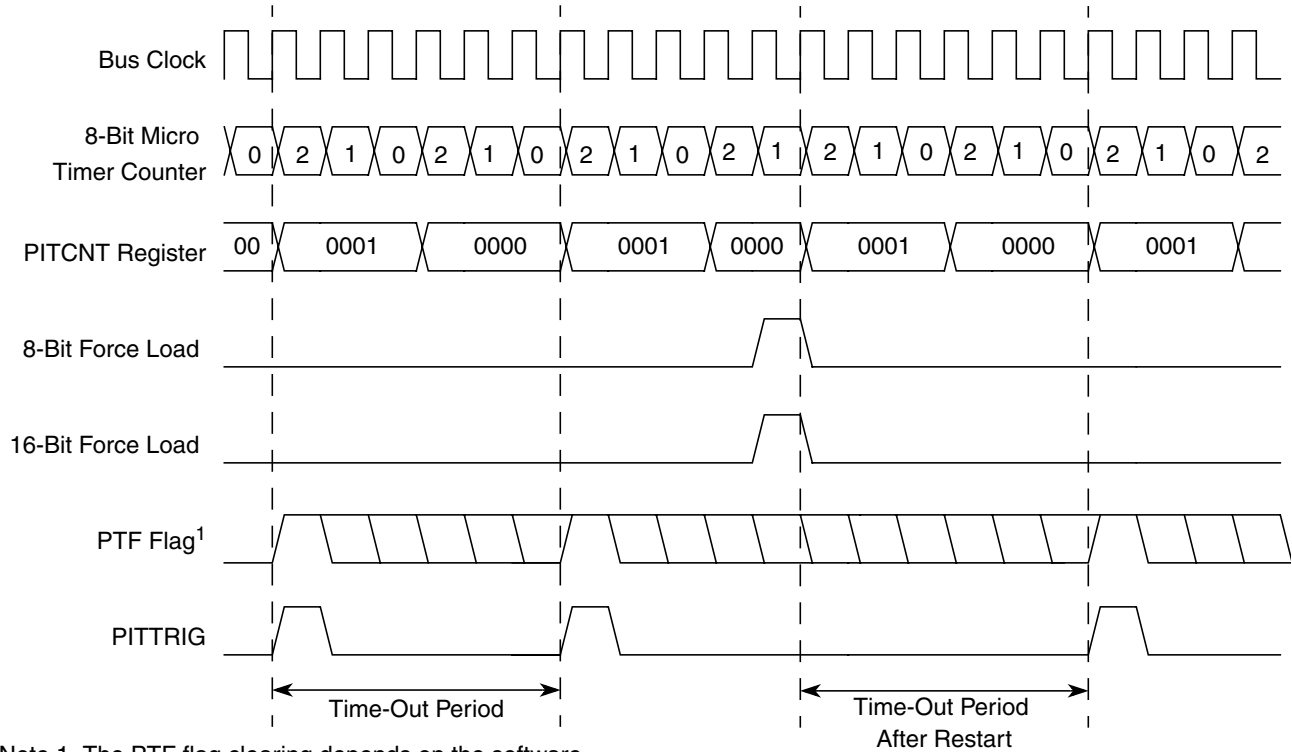 Bus Clock
8-Bit Micro
Timer Counter
0 2 1 0 2 1 0 2 1 0 2 1 2 1 0 2 1 0 2 1 0 2
PITCNT Register
00 0001 0000 0001 0000 0001 0000 0001
8-Bit Force Load
16-Bit Force Load
PTF Flag1
PITTRIG
Time-Out Period
Time-Out Period
After Restart
Note 1. The PTF flag clearing depends on the software